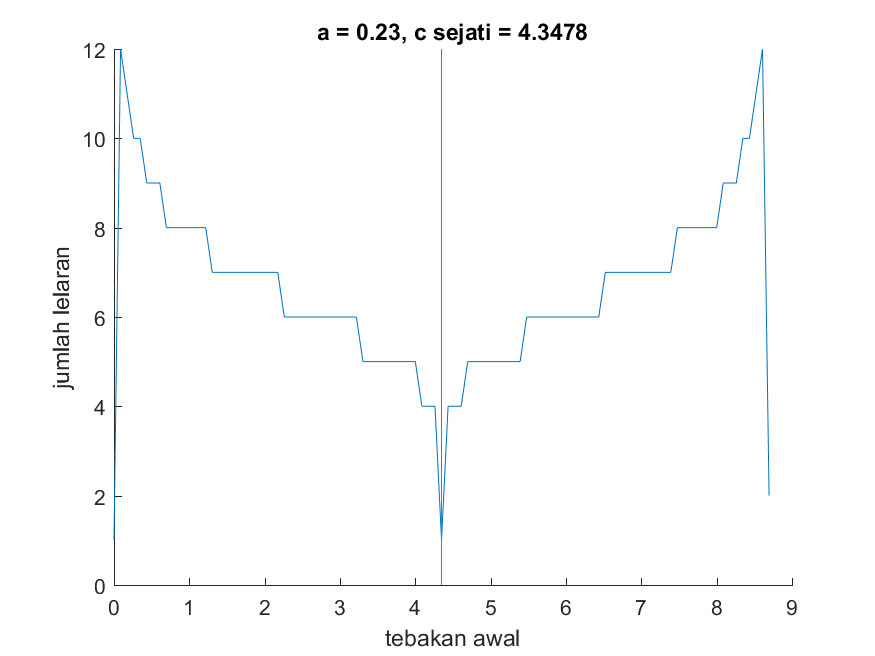 a = 0.23, c sejati = 4.3478
12
10
8
6
4
2
0
jumlah lelaran
0 1 2 3 4 5 6 7 8 9
tebakan awal